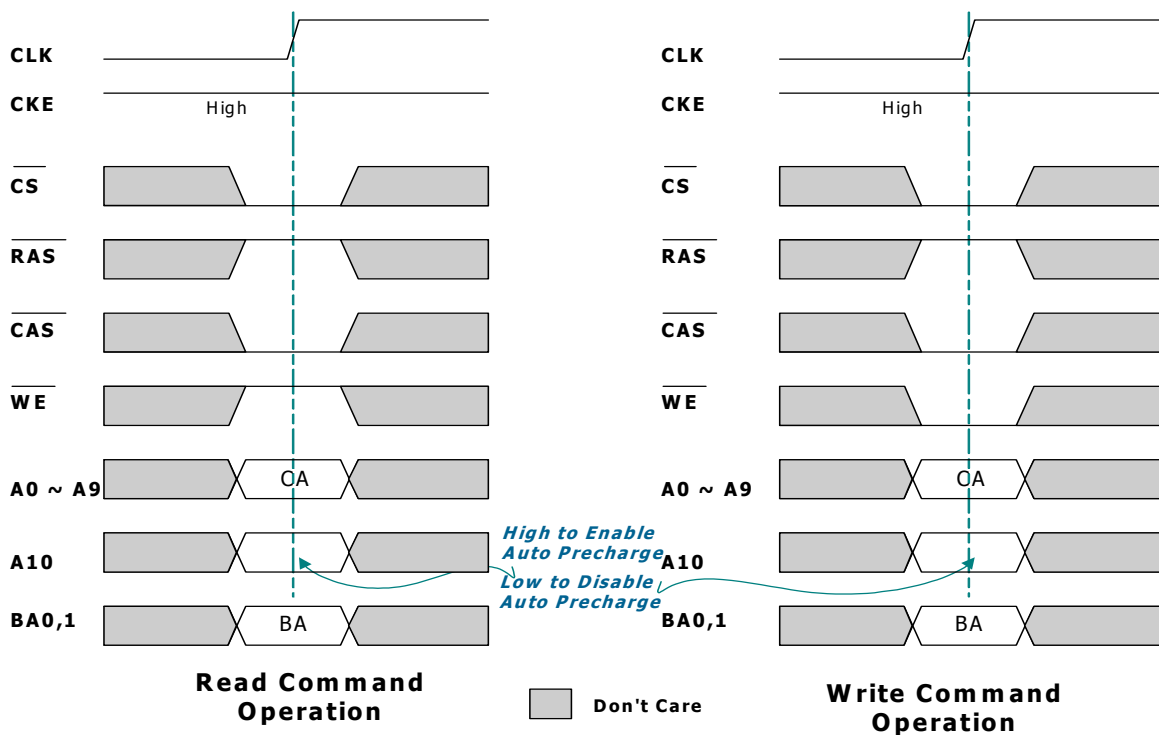 CLK
CKE
High
CS
RAS
CAS
WE
A0 ~ A9
CA
A10
BA0,1
BA
Read Command
Operation
High to Enable
Auto Precharge
Low to Disable
Auto Precharge
Don't Care
CLK
CKE
High
CS
RAS
CAS
WE
A0 ~ A9
CA
A10
BA0,1
BA
Write Command
Operation